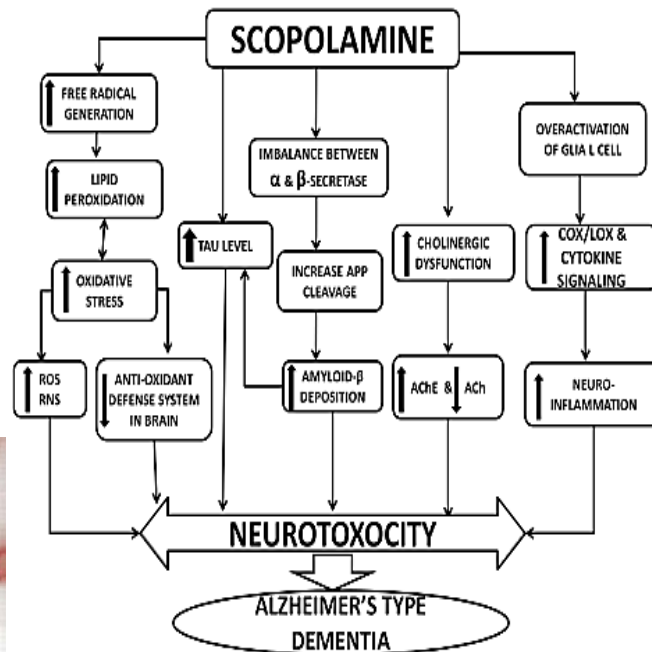 SCOPOLAMINE
FREE RADICAL
GENERATION
LIPID
PEROXIDATION
OXIDATIVE
STRESS
ROS
RNS
ANTI-OXIDANT
DEFENSE SYSTEM
IN BRAIN
TAU LEVEL
IMBALANCE BETWEEN
α & β-SECRETASE
INCREASE APP
CLEAVAGE
AMYLOID-β
DEPOSITION
CHOLINERGIC
DYSFUNCTION
AChE & ACh
OVERACTIVATION
OF GLIA L CELL
COX/LOX &
CYTOKINE
SIGNALING
NEURO-
INFLAMMATION
NEUROTOXOCITY
ALZHEIMER'S TYPE
DEMENTIA